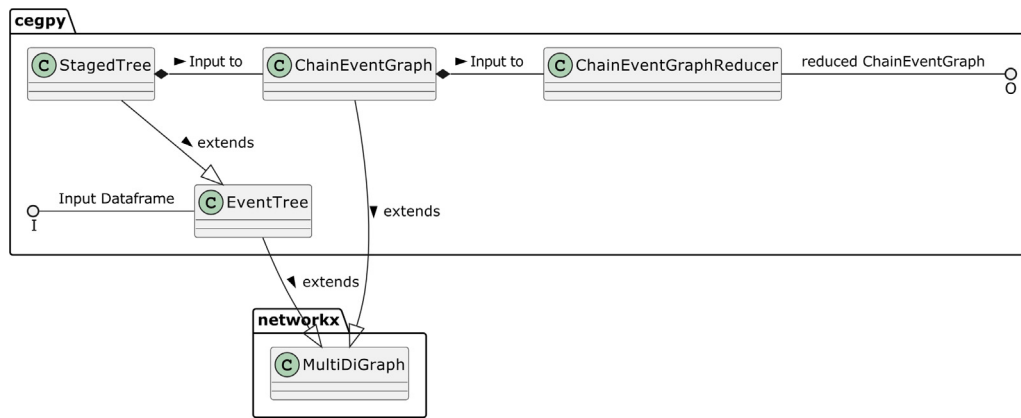 cegpy
C StagedTree
Input to
C ChainEventGraph
Input to
C ChainEventGraphReducer
reduced ChainEventGraph
O
extends
Input Dataframe
I
C EventTree
extends
extends
networkx
C MultiDiGraph